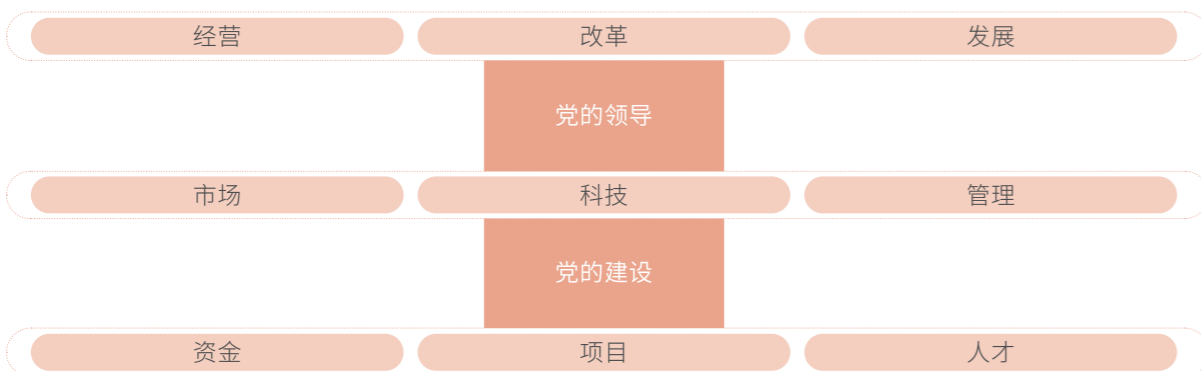 经营 改革 发展
党的领导
市场 科技 管理
党的建设
资金 项目 人才